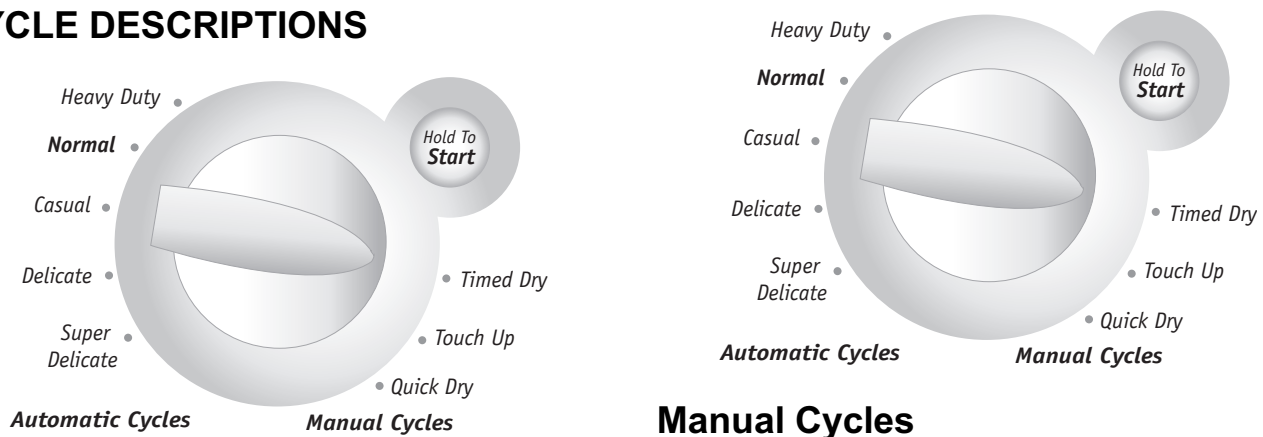 YCLE DESCRIPTIONS
Heavy Duty
Normal
Casual
Delicate
Super
Delicate
Hold To
Start
Timed Dry
Touch Up
Quick Dry
Automatic Cycles
Manual Cycles
Heavy Duty
Normal
Casual
Delicate
Super
Delicate
Hold To
Start
Timed Dry
Touch Up
Quick Dry
Automatic Cycles
Manual Cycles
Manual Cycles